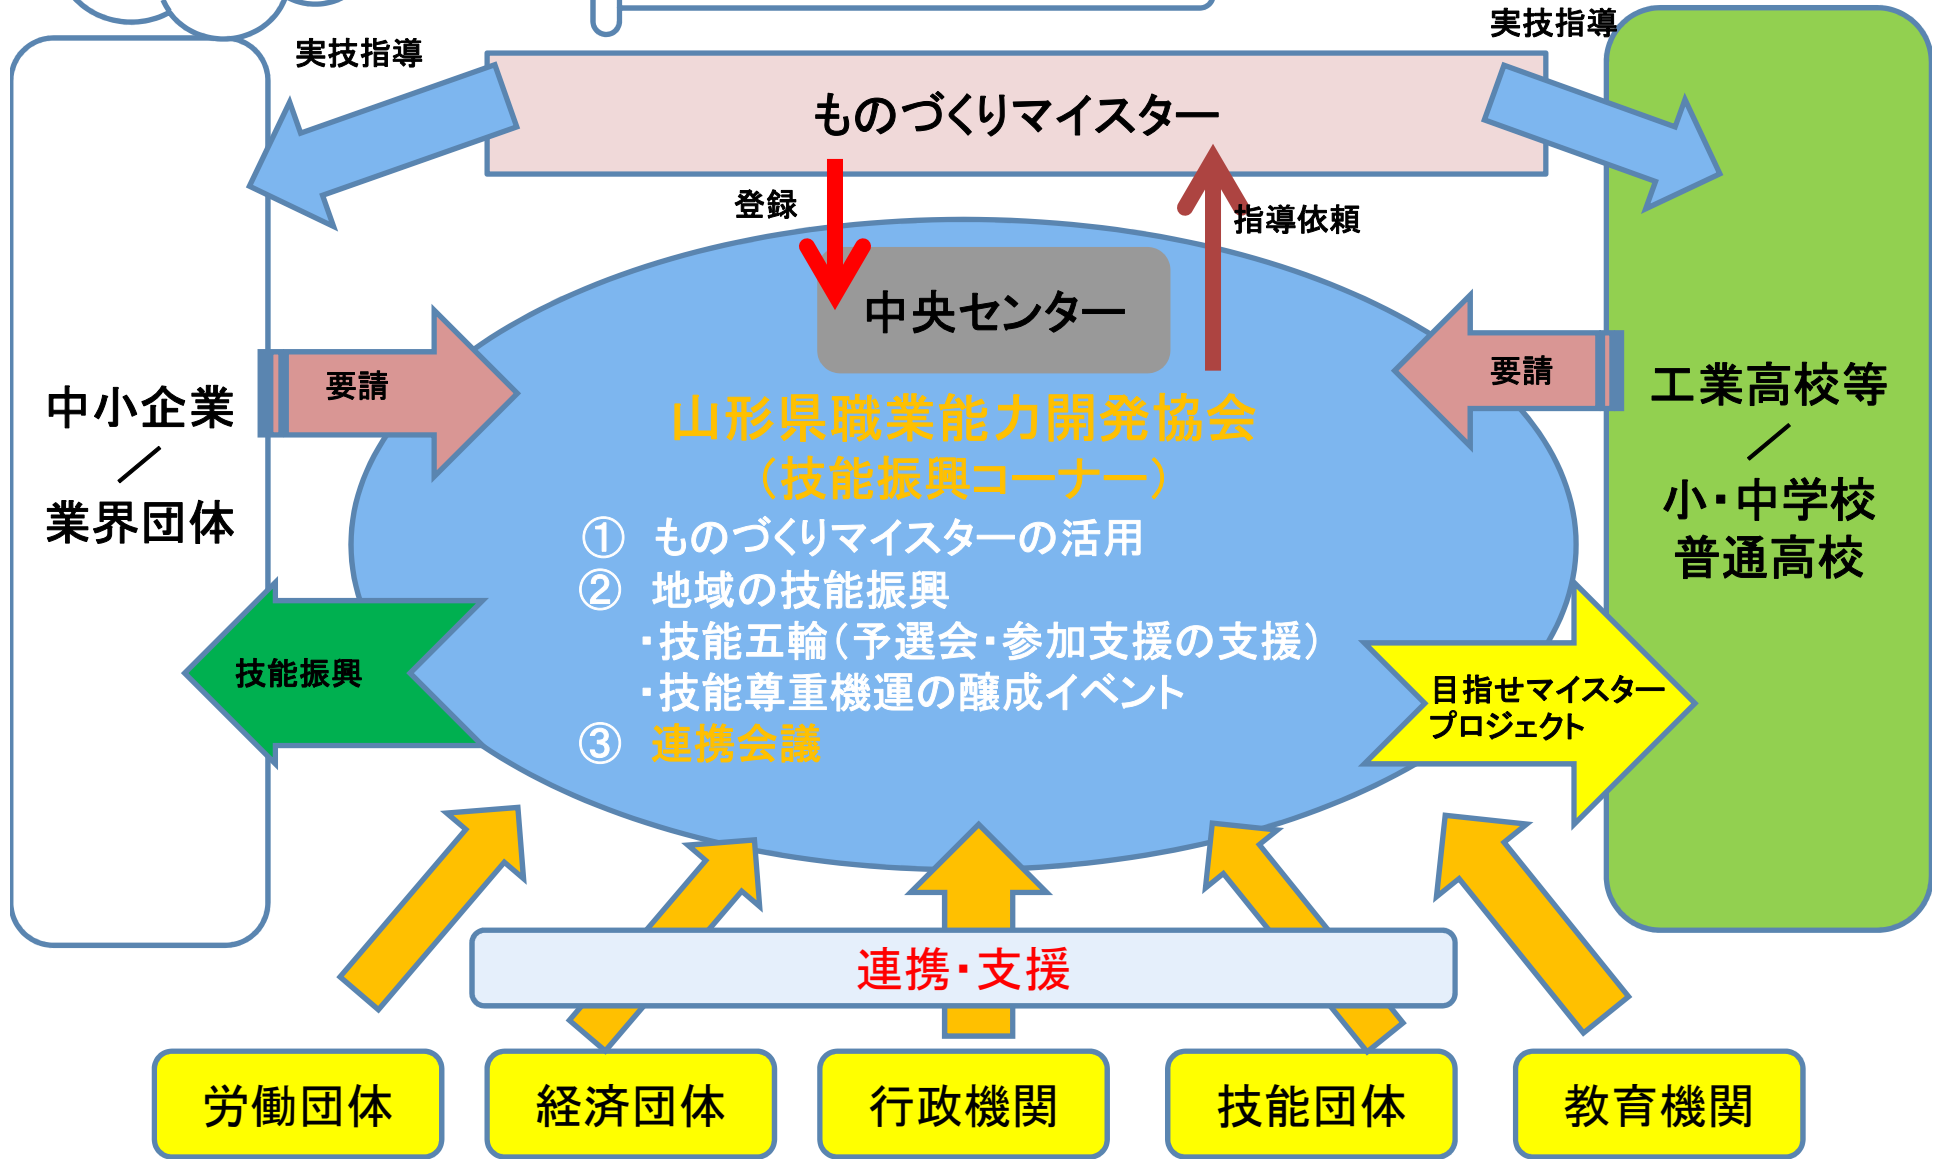 実技指導
実技指導
ものづくりマイスター
登録
指導依頼
中央センター
要請
要請
中小企業
／
業界団体
工業高校等
／
小・中学校
普通高校
山形県職業能力開発協会
（技能振興コーナー）
① ものづくりマイスターの活用
② 地域の技能振興
・技能五輪（予選会・参加支援の支援）
・技能尊重機運の醸成イベント
③ 連携会議
技能振興
目指せマイスター
プロジェクト
連携・支援
労働団体
経済団体
行政機関
技能団体
教育機関